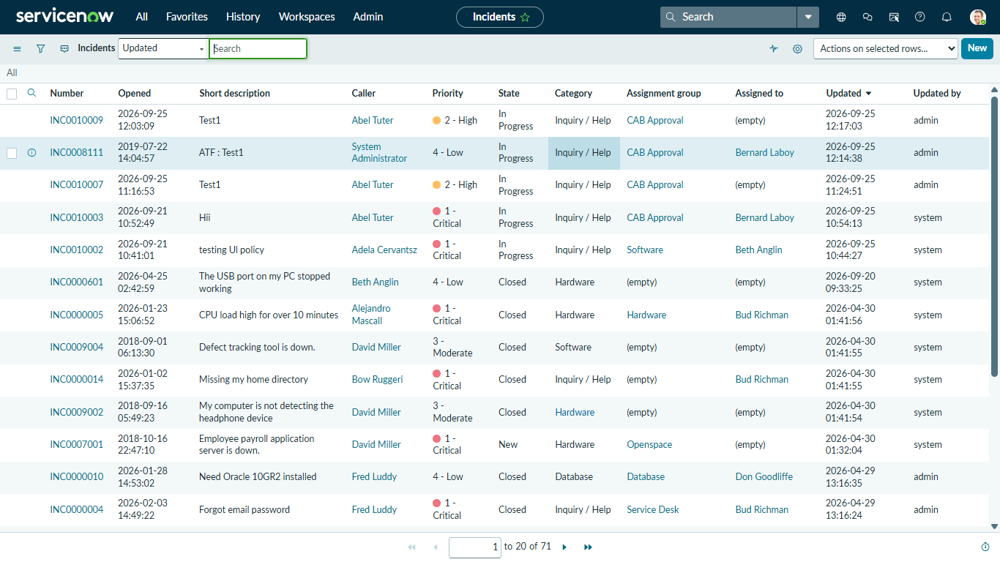 servicenow All Favorites History Workspaces Admin Incidents Search
Incidents Updated Search Actions on selected rows... New
All
Number Opened Short description Caller Priority State Category Assignment group Assigned to Updated Updated by
INC0010009 2026-09-25 12:03:09 Test1 Abel Tuter 2 - High In Progress Inquiry / Help CAB Approval (empty) 2026-09-25 12:17:03 admin
INC0008111 2019-07-22 14:04:57 ATF : Test1 System Administrator 4 - Low In Progress Inquiry / Help CAB Approval Bernard Laboy 2026-09-25 12:14:38 admin
INC0010007 2026-09-25 11:16:53 Test1 Abel Tuter 2 - High In Progress Inquiry / Help CAB Approval (empty) 2026-09-25 11:24:51 admin
INC0010003 2026-09-21 10:52:49 Hii Abel Tuter 1 - Critical In Progress Inquiry / Help CAB Approval Bernard Laboy 2026-09-25 10:54:13 system
INC0010002 2026-09-21 10:41:01 testing UI policy Adela Cervantsz 1 - Critical In Progress Inquiry / Help Software Beth Anglin 2026-09-25 10:44:27 system
INC0000601 2026-04-25 02:42:59 The USB port on my PC stopped working Beth Anglin 4 - Low Closed Hardware (empty) (empty) 2026-09-20 09:33:25 system
INC0000005 2026-01-23 15:06:52 CPU load high for over 10 minutes Alejandro Mascall 1 - Critical Closed Hardware Hardware Bud Richman 2026-04-30 01:41:56 system
INC0009004 2018-09-01 06:13:30 Defect tracking tool is down. David Miller 3 - Moderate Closed Software (empty) (empty) 2026-04-30 01:41:55 system
INC0000014 2026-01-02 15:37:35 Missing my home directory Bow Ruggeri 1 - Critical Closed Inquiry / Help (empty) Bud Richman 2026-04-30 01:41:55 system
INC0009002 2018-09-16 05:49:23 My computer is not detecting the headphone device David Miller 3 - Moderate Closed Hardware (empty) (empty) 2026-04-30 01:41:54 system
INC0007001 2018-10-16 22:47:10 Employee payroll application server is down. David Miller 1 - Critical New Hardware Openspace (empty) 2026-04-30 01:32:04 system
INC0000010 2026-01-28 14:53:02 Need Oracle 10GR2 installed Fred Luddy 4 - Low Closed Database Database Don Goodliffe 2026-04-29 13:16:35 admin
INC0000004 2026-02-03 14:49:22 Forgot email password Fred Luddy 1 - Critical Closed Inquiry / Help Service Desk Bud Richman 2026-04-29 13:16:24 admin
1 to 20 of 71